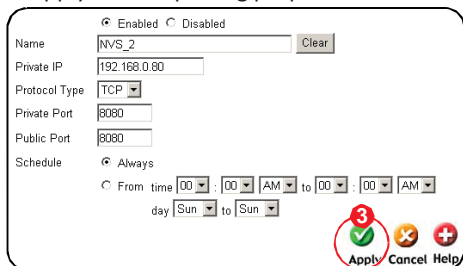 Enabled Disabled
Name NVS_2 Clear
Private IP 192.168.0.80
Protocol Type TCP
Private Port 8080
Public Port 8080
Schedule Always
From time 00 : 00 AM to 00 : 00 AM
day Sun to Sun
3
Apply Cancel Help